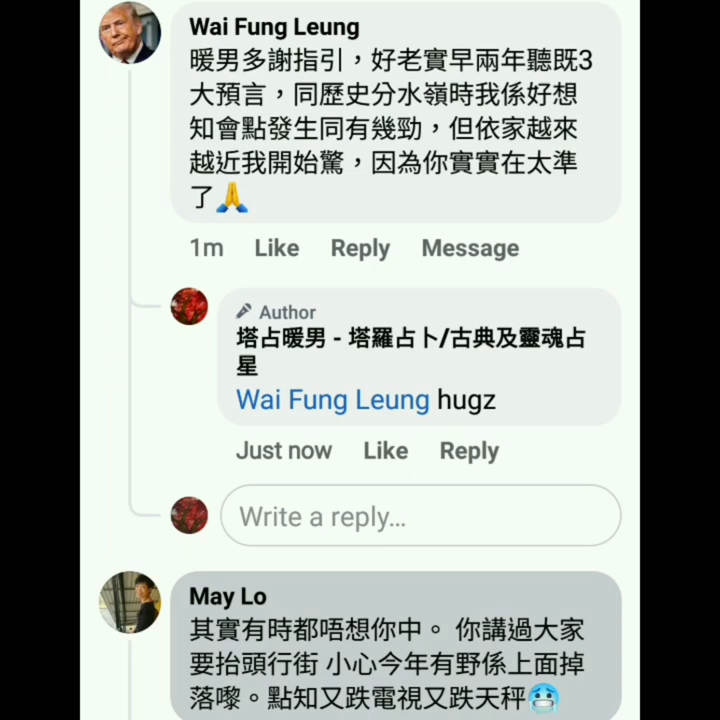 Wai Fung Leung
暖男多謝指引，好老實早兩年聽既3
大預言，同歷史分水嶺時我係好想
知會點發生同有幾勁，但依家越來
越近我開始驚，因為你實實在太準
了🙏
1m Like Reply Message
Author
塔占暖男 - 塔羅占卜/古典及靈魂占
星
Wai Fung Leung hugz
Just now Like Reply
Write a reply...
May Lo
其實有時都唔想你中。 你講過大家
要抬頭行街 小心今年有野係上面掉
落嚟。點知又跌電視又跌天秤🥶